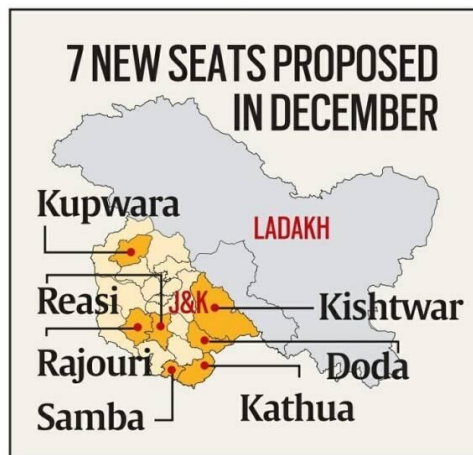 7 NEW SEATS PROPOSED
IN DECEMBER
Kupwara
LADAKH
Reasi
J&K
Kishtwar
Rajouri
Doda
Samba
Kathua